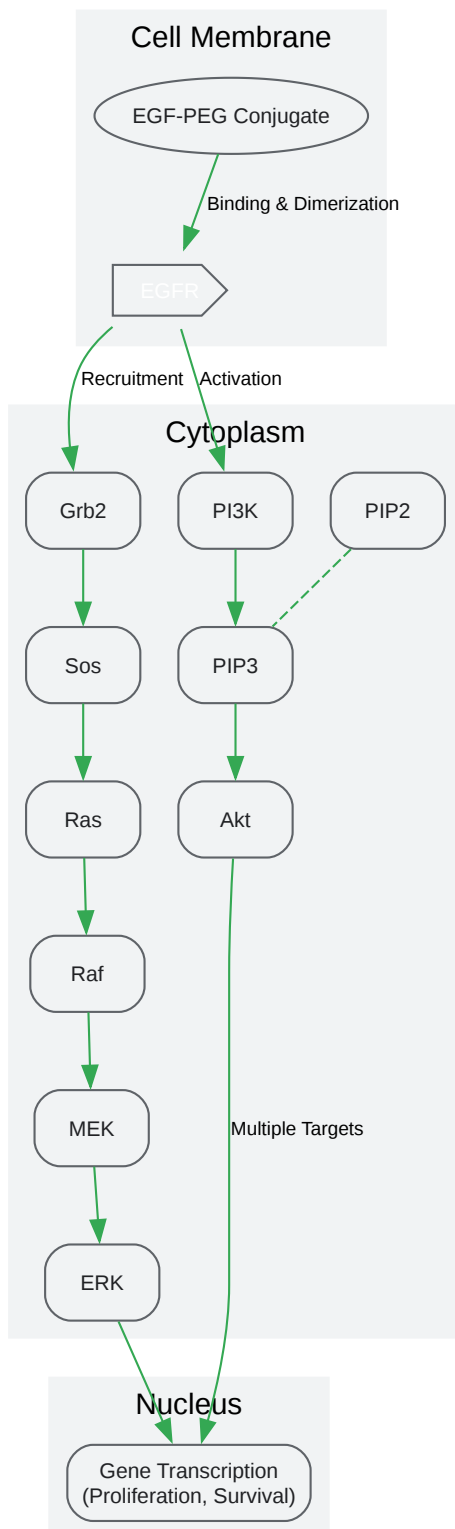 Cell Membrane
EGF-PEG Conjugate
Binding & Dimerization
EGFR
Recruitment
Activation
Cytoplasm
Grb2
PI3K
PIP2
Sos
PIP3
Ras
Akt
Raf
MEK
Multiple Targets
ERK
Nucleus
Gene Transcription
(Proliferation, Survival)